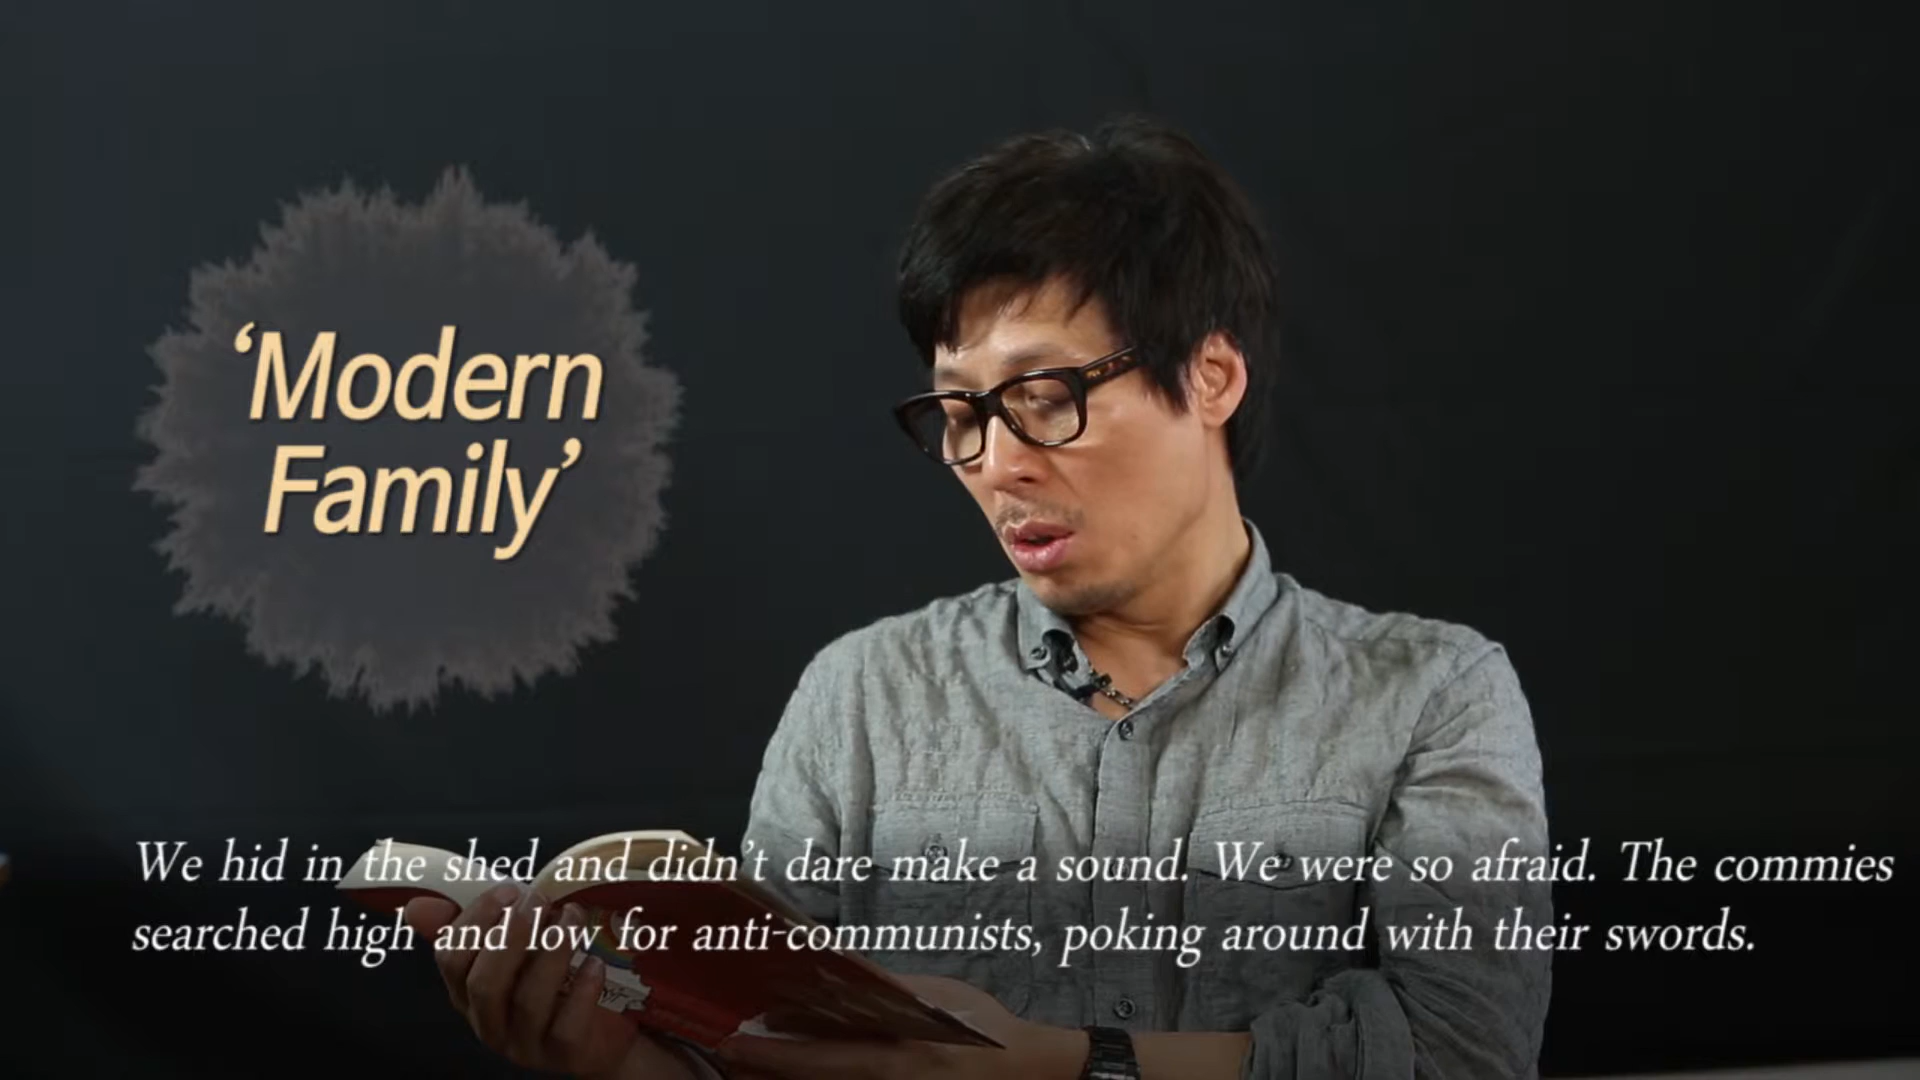 ‘Modern
Family’
We hid in the shed and didn’t dare make a sound. We were so afraid. The commies
searched high and low for anti-communists, poking around with their swords.